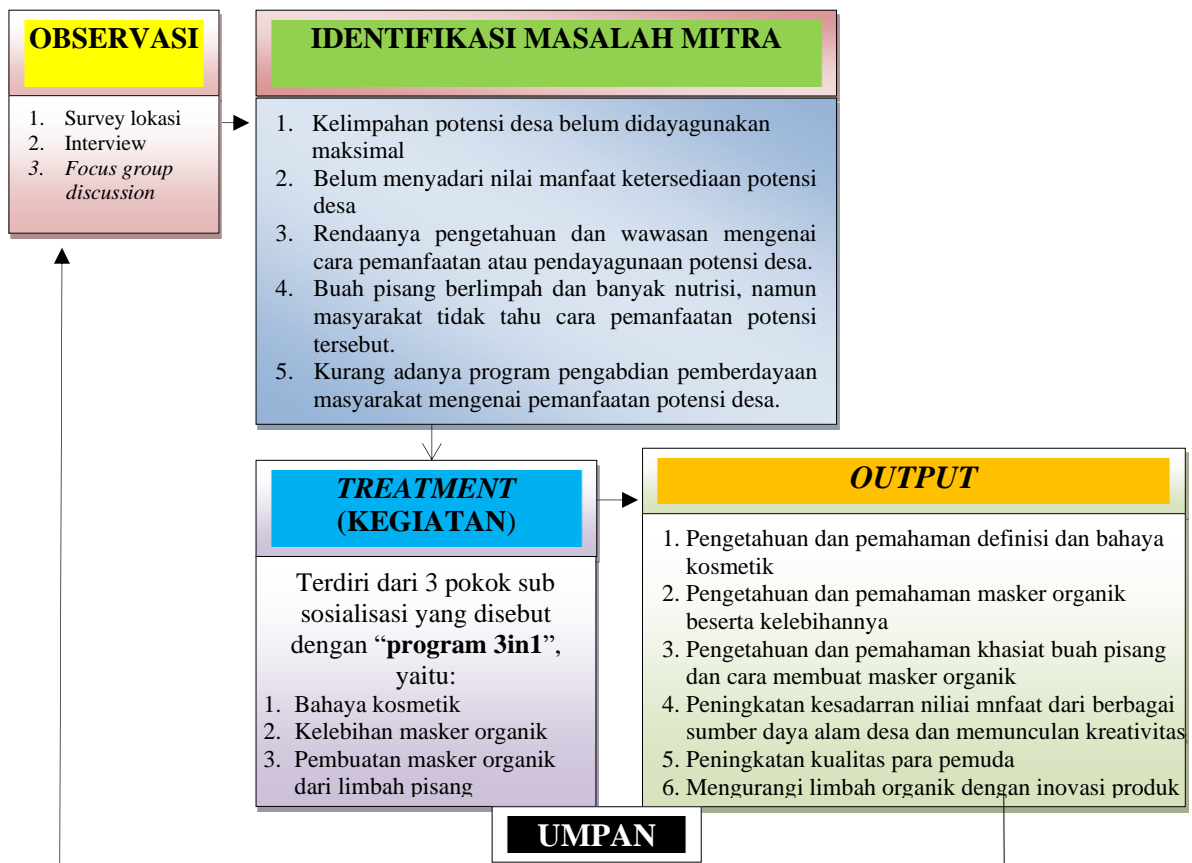 OBSERVASI
1. Survey lokasi
2. Interview
3. Focus group
discussion
IDENTIFIKASI MASALAH MITRA
1. Kelimpahan potensi desa belum didayagunakan
maksimal
2. Belum menyadari nilai manfaat ketersediaan potensi
desa
3. Rendaanya pengetahuan dan wawasan mengenai
cara pemanfaatan atau pendayagunaan potensi desa.
4. Buah pisang berlimpah dan banyak nutrisi, namun
masyarakat tidak tahu cara pemanfaatan potensi
tersebut.
5. Kurang adanya program pengabdian pemberdayaan
masyarakat mengenai pemanfaatan potensi desa.
TREATMENT
(KEGIATAN)
Terdiri dari 3 pokok sub
sosialisasi yang disebut
dengan “program 3in1”,
yaitu:
1. Bahaya kosmetik
2. Kelebihan masker organik
3. Pembuatan masker organik
dari limbah pisang
OUTPUT
1. Pengetahuan dan pemahaman definisi dan bahaya
kosmetik
2. Pengetahuan dan pemahaman masker organik
beserta kelebihannya
3. Pengetahuan dan pemahaman khasiat buah pisang
dan cara membuat masker organik
4. Peningkatan kesadarran niliai mnfaat dari berbagai
sumber daya alam desa dan memunculan kreativitas
5. Peningkatan kualitas para pemuda
6. Mengurangi limbah organik dengan inovasi produk
UMPAN